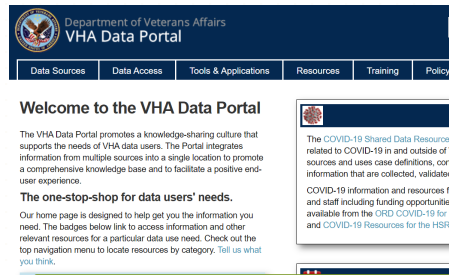 Department of Veterans Affairs
VHA Data Portal
Data Sources
Data Access
Tools & Applications
Resources
Training
Policy
Welcome to the VHA Data Portal
The VHA Data Portal promotes a knowledge-sharing culture that
supports the needs of VHA data users. The Portal integrates
information from multiple sources into a single location to promote
a comprehensive knowledge base and to facilitate a positive end-
user experience.
The one-stop-shop for data users' needs.
Our home page is designed to help get you the information you
need. The badges below link to access information and other
relevant resources for a particular data use need. Check out the
top navigation menu to locate resources by category. Tell us what
you think.
The COVID-19 Shared Data Resource
related to COVID-19 in and outside of
sources and uses case definitions, con
information that are collected, validated
COVID-19 information and resources f
and staff including funding opportunitie
available from the ORD COVID-19 for
and COVID-19 Resources for the HSR